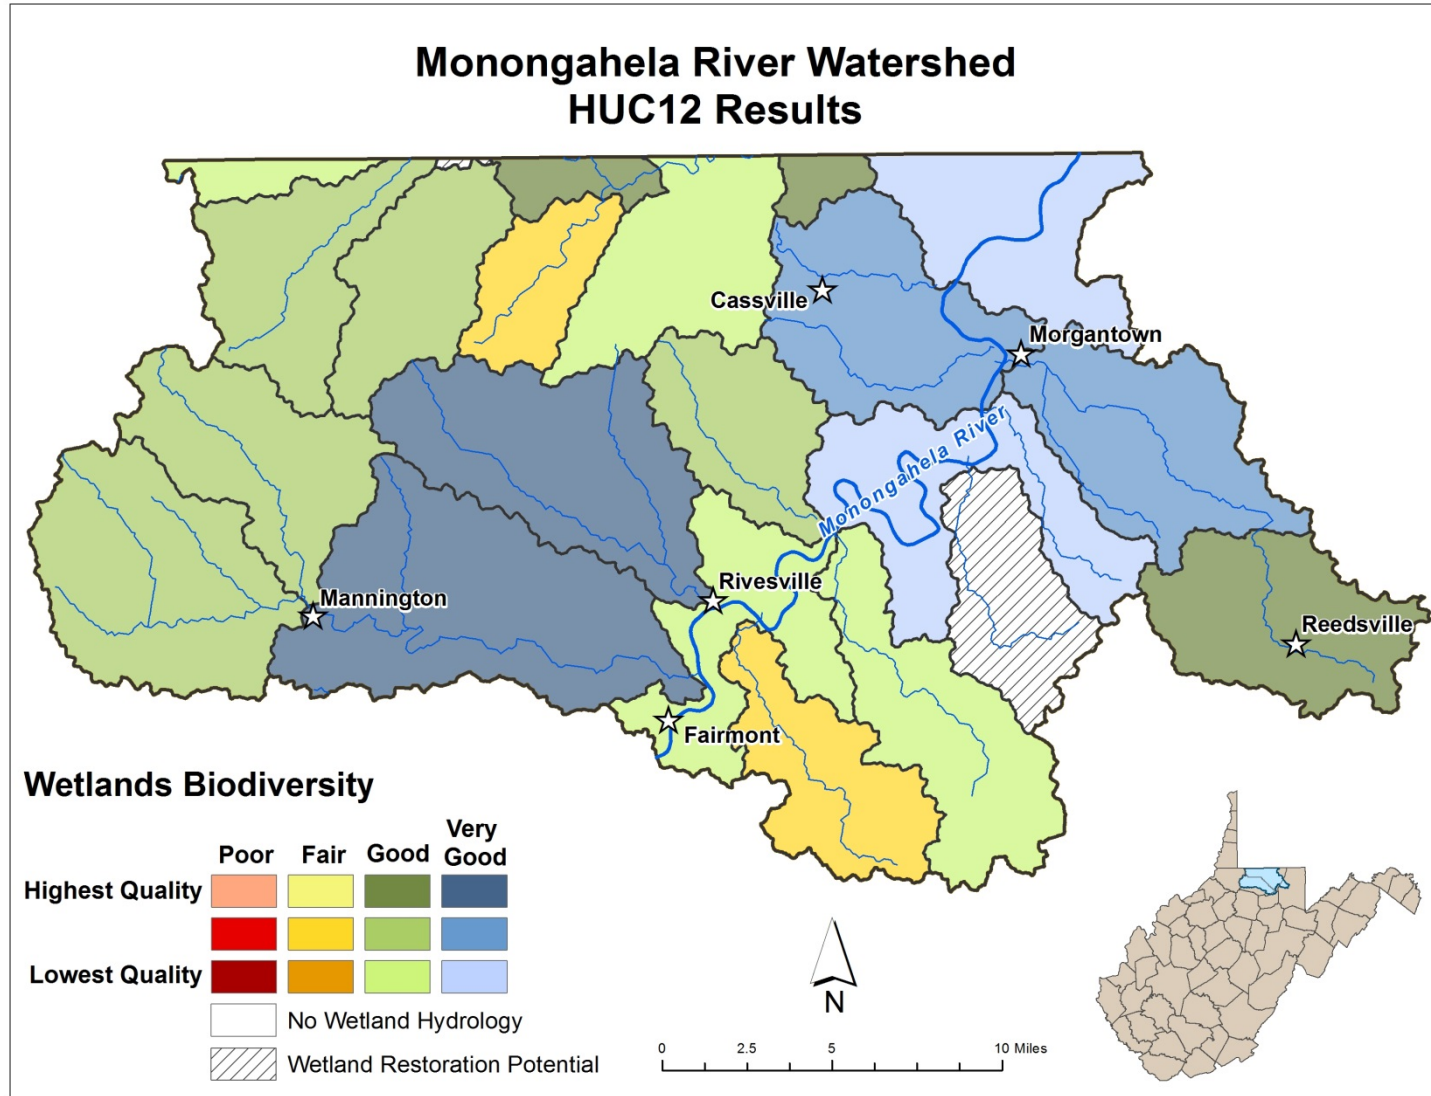 Monongahela River Watershed
HUC12 Results
Cassville
Morgantown
Monongahela River
Mannington
Rivesville
Reedsville
Fairmont
Wetlands Biodiversity
Poor Fair Good Very Good
Highest Quality
Lowest Quality
No Wetland Hydrology
Wetland Restoration Potential
N
0 2.5 5 10 Miles